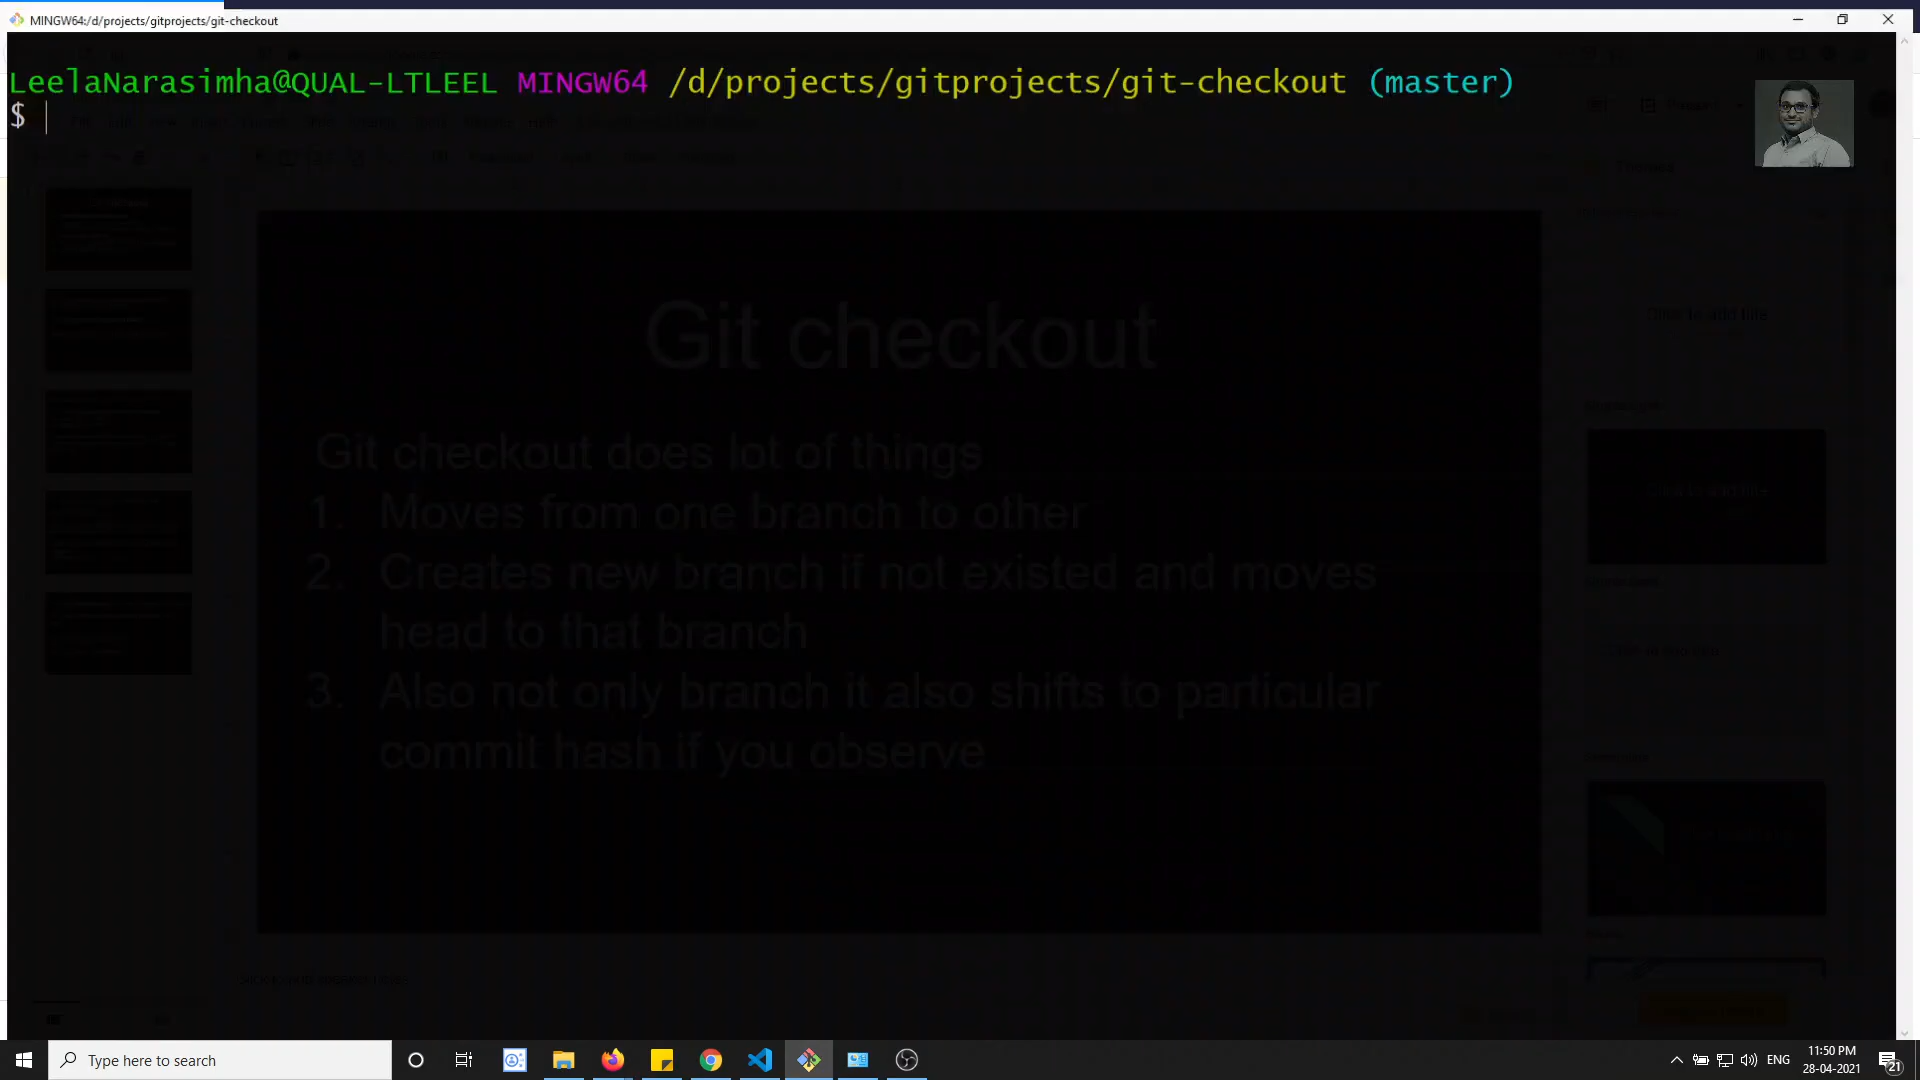 MINGW64:/d/projects/gitprojects/git-checkout
LeelaNarasimha@QUAL-LTLEEL MINGW64 /d/projects/gitprojects/git-checkout (master)
$
Git checkout
Git checkout does lot of things
1. Moves from one branch to other
2. Creates new branch if not existed and moves
head to that branch
3. Also not only branch it also shifts to particular
commit hash if you observe
Type here to search
ENG
11:50 PM
28-04-2021
21